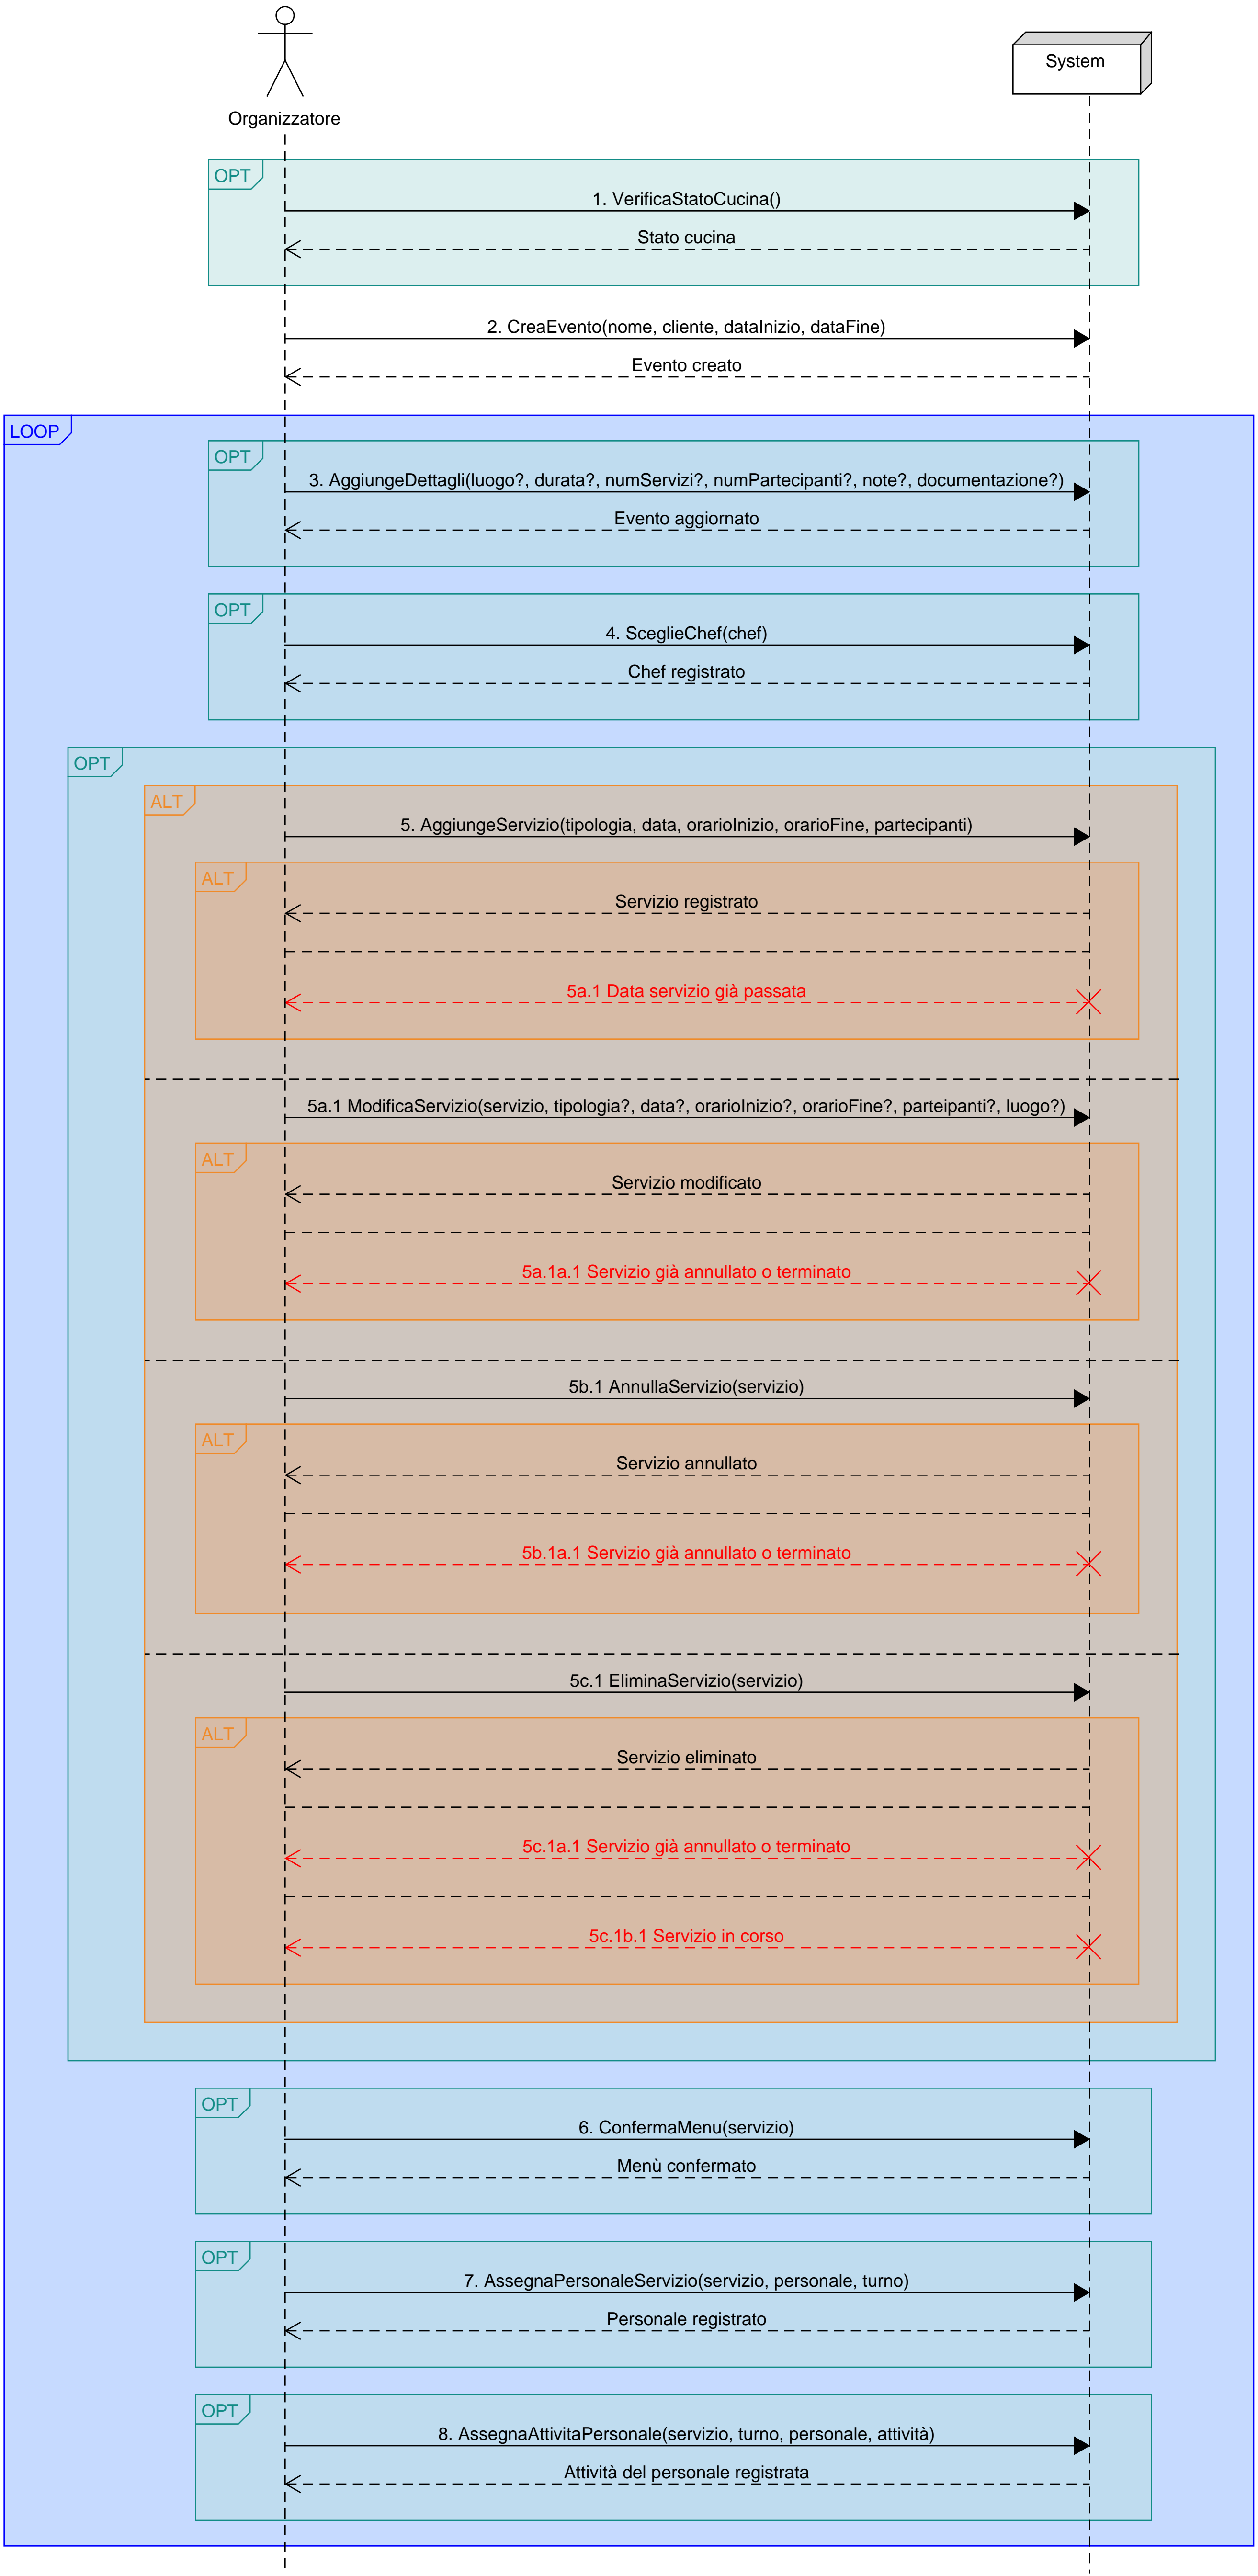 System
Organizzatore
OPT
1. VerificaStatoCucina()
Stato cucina
2. CreaEvento(nome, cliente, dataInizio, dataFine)
Evento creato
LOOP
OPT
3. AggiungeDettagli(luogo?, durata?, numServizi?, numPartecipanti?, note?, documentazione?)
Evento aggiornato
OPT
4. SceglieChef(chef)
Chef registrato
OPT
ALT
5. AggiungeServizio(tipologia, data, orarioInizio, orarioFine, partecipanti)
ALT
Servizio registrato
5a.1 Data servizio già passata
5a.1 ModificaServizio(servizio, tipologia?, data?, orarioInizio?, orarioFine?, parteipanti?, luogo?)
ALT
Servizio modificato
5a.1a.1 Servizio già annullato o terminato
5b.1 AnnullaServizio(servizio)
ALT
Servizio annullato
5b.1a.1 Servizio già annullato o terminato
5c.1 EliminaServizio(servizio)
ALT
Servizio eliminato
5c.1a.1 Servizio già annullato o terminato
5c.1b.1 Servizio in corso
OPT
6. ConfermaMenu(servizio)
Menù confermato
OPT
7. AssegnaPersonaleServizio(servizio, personale, turno)
Personale registrato
OPT
8. AssegnaAttivitaPersonale(servizio, turno, personale, attività)
Attività del personale registrata